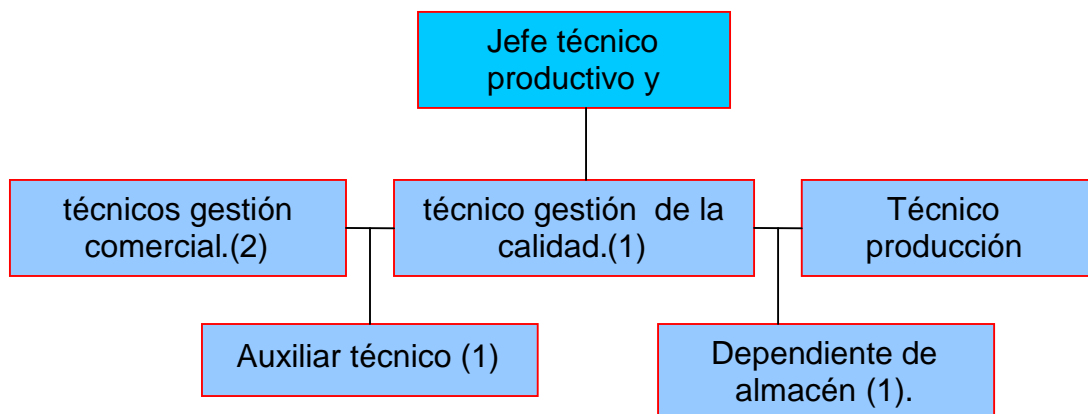 Jefe técnico
productivo y
técnicos gestión
comercial.(2)
técnico gestión  de la
calidad.(1)
Técnico
producción
Auxiliar técnico (1)
Dependiente de
almacén (1).